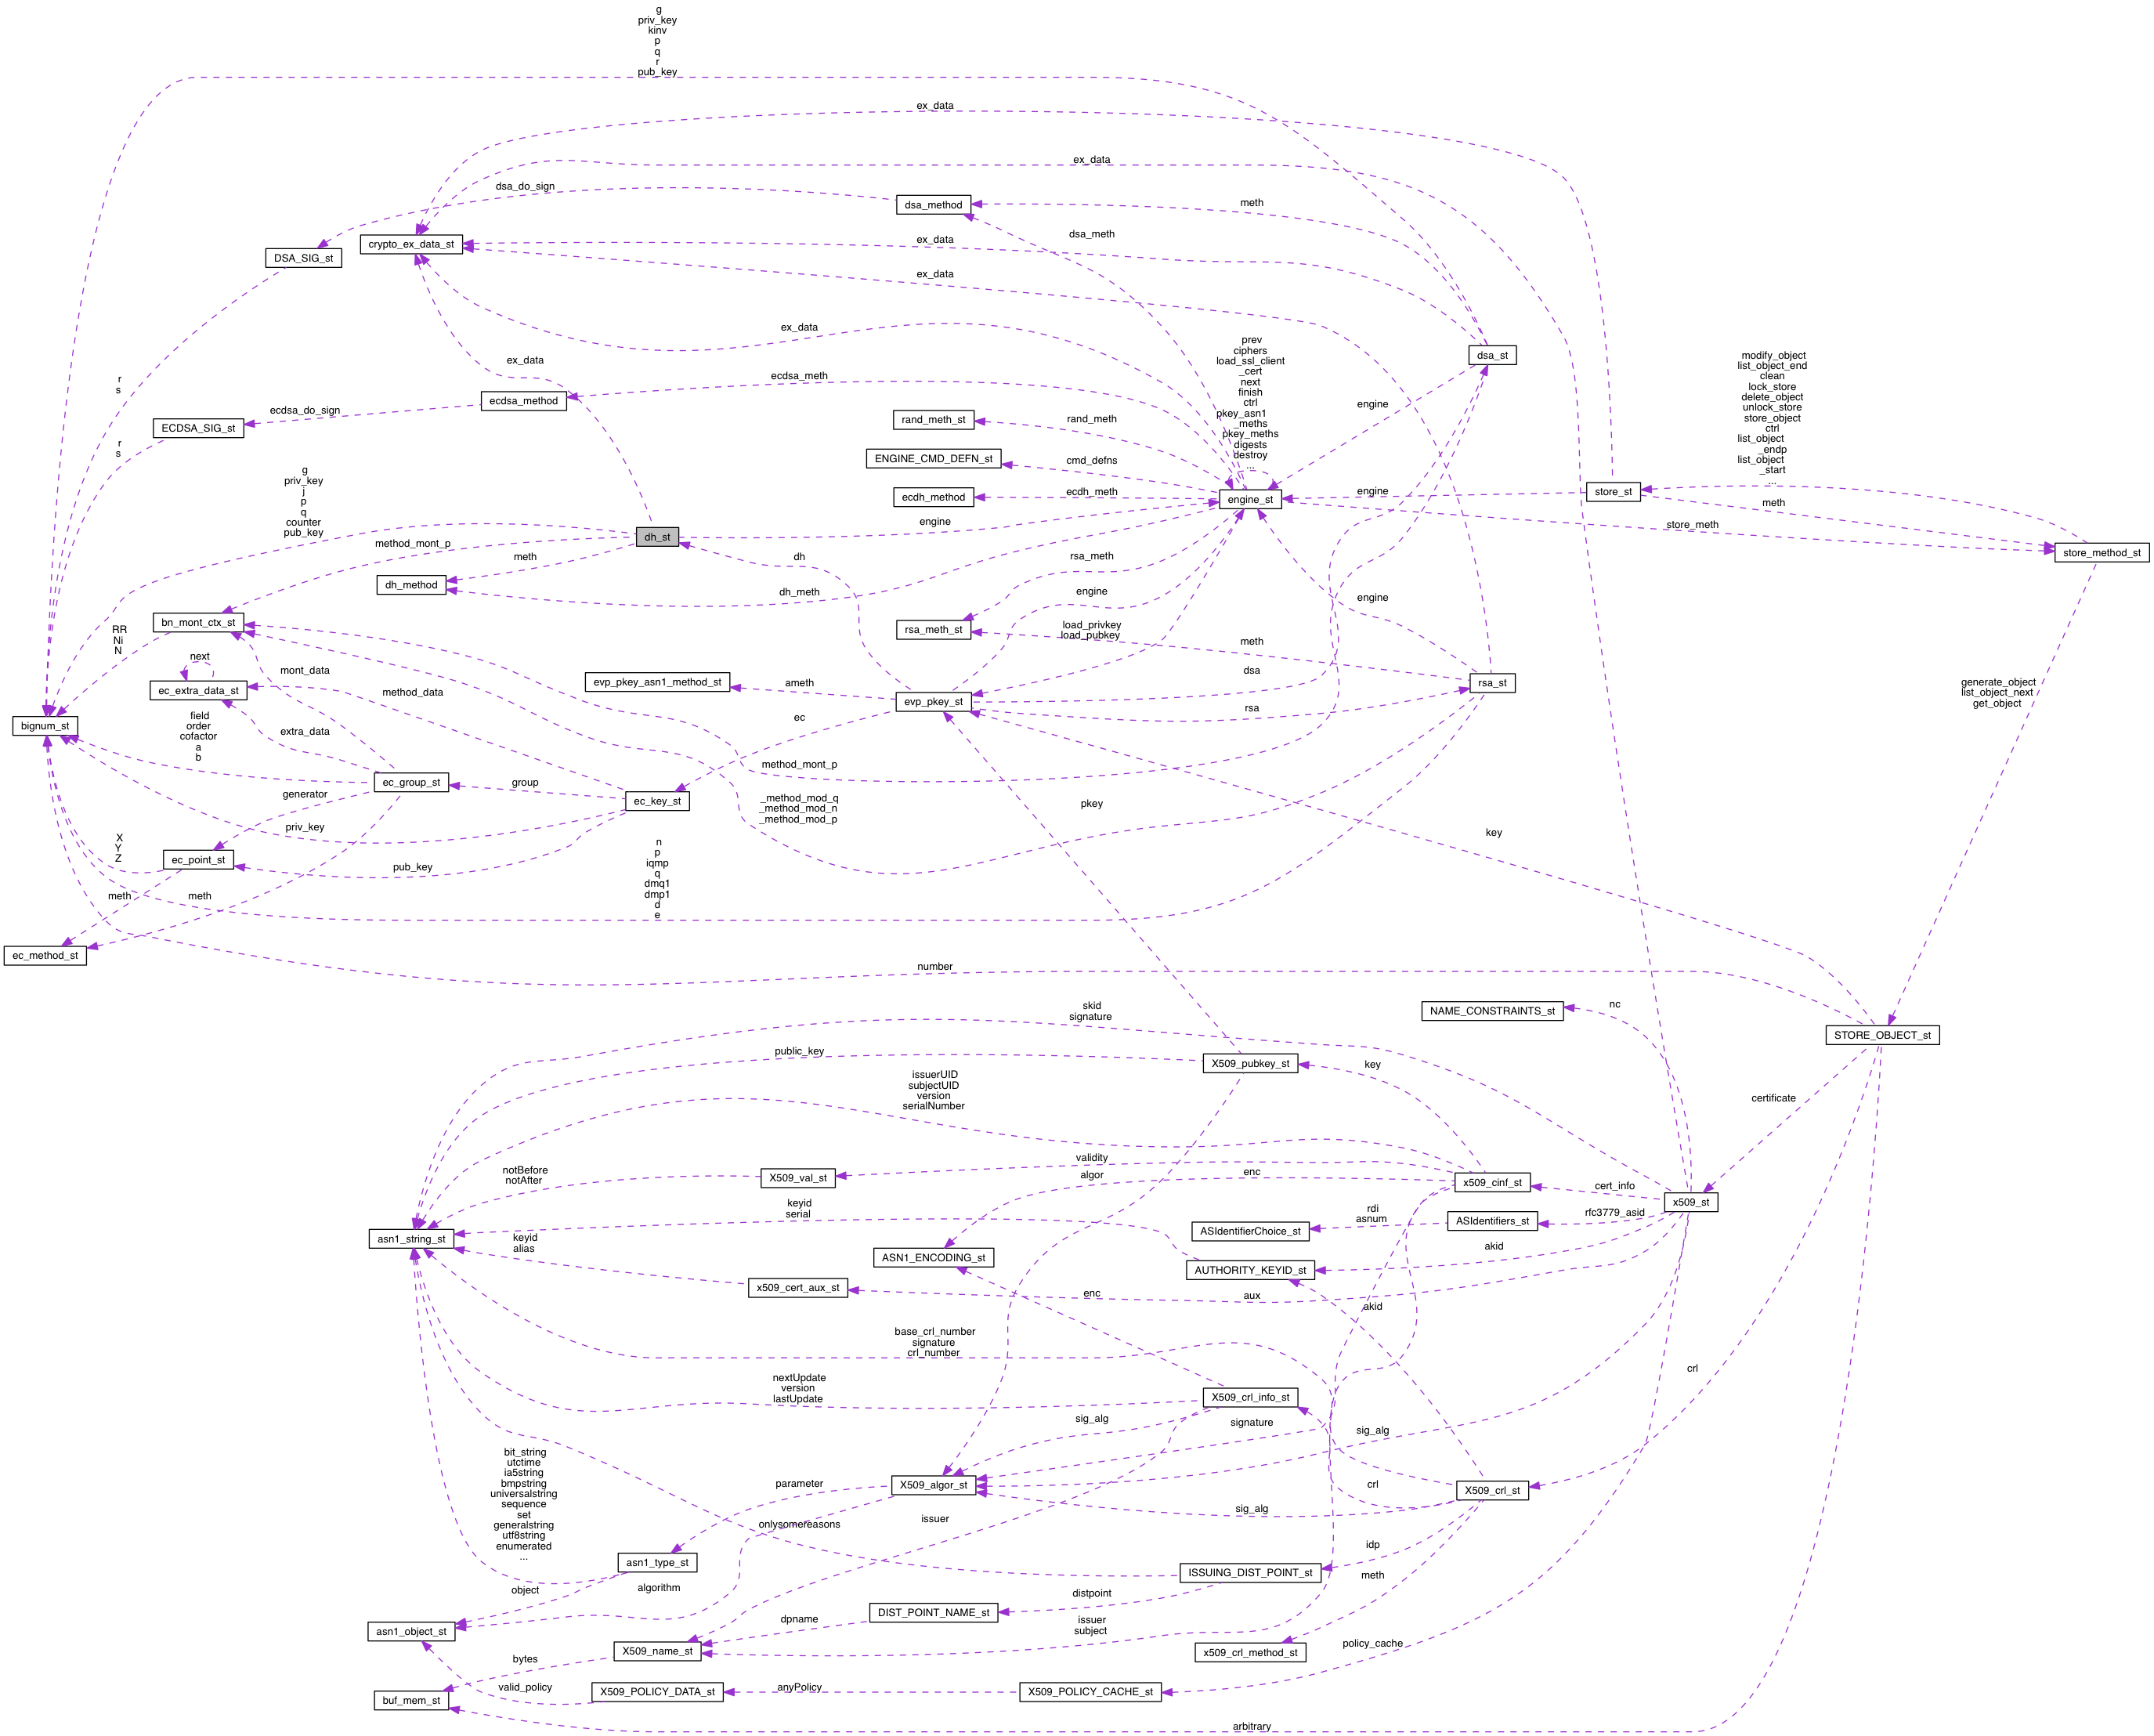 g
priv_key
kinv
p
q
r
pub_key
ex_data
ex_data
dsa_do_sign
dsa_method
meth
dsa_meth
crypto_ex_data_st
ex_data
DSA_SIG_st
ex_data
ex_data
prev
ciphers
load_ssl_client
_cert
next
finish
ctrl
pkey_asn1
_meths
pkey_meths
digests
destroy
...
dsa_st
modify_object
list_object_end
clean
lock_store
delete_object
unlock_store
store_object
ctrl
list_object
_endp
list_object
_start
...
ex_data
r
s
ecdsa_meth
ecdsa_method
ecdsa_do_sign
ECDSA_SIG_st
r
s
rand_meth_st
rand_meth
engine
ENGINE_CMD_DEFN_st
cmd_defns
ecdh_method
ecdh_meth
engine_st
engine
store_st
meth
g
priv_key
j
p
q
counter
pub_key
dh_st
engine
store_meth
method_mont_p
meth
dh
rsa_meth
store_method_st
dh_method
dh_meth
engine
engine
bn_mont_ctx_st
rsa_meth_st
load_privkey
load_pubkey
RR
Ni
N
meth
next
mont_data
dsa
ec_extra_data_st
method_data
evp_pkey_asn1_method_st
ameth
evp_pkey_st
rsa
rsa_st
generate_object
list_object_next
get_object
bignum_st
field
order
cofactor
a
b
extra_data
ec
method_mont_p
ec_group_st
group
generator
ec_key_st
_method_mod_q
_method_mod_n
_method_mod_p
pkey
priv_key
key
X
Y
Z
ec_point_st
pub_key
n
p
iqmp
q
dmq1
dmp1
d
e
meth
meth
ec_method_st
number
skid
signature
NAME_CONSTRAINTS_st
nc
STORE_OBJECT_st
public_key
X509_pubkey_st
key
issuerUID
subjectUID
version
serialNumber
certificate
validity
notBefore
notAfter
X509_val_st
algor
enc
x509_cinf_st
cert_info
x509_st
keyid
serial
rdi
asnum
ASIdentifierChoice_st
ASIdentifiers_st
rfc3779_asid
asn1_string_st
keyid
alias
ASN1_ENCODING_st
akid
AUTHORITY_KEYID_st
x509_cert_aux_st
enc
aux
akid
base_crl_number
signature
crl_number
crl
nextUpdate
version
lastUpdate
X509_crl_info_st
sig_alg
signature
sig_alg
bit_string
utctime
ia5string
bmpstring
universalstring
sequence
set
generalstring
utf8string
enumerated
...
parameter
X509_algor_st
crl
X509_crl_st
sig_alg
onlysomereasons
issuer
asn1_type_st
idp
object
algorithm
ISSUING_DIST_POINT_st
meth
distpoint
DIST_POINT_NAME_st
dpname
issuer
subject
asn1_object_st
X509_name_st
x509_crl_method_st
policy_cache
bytes
valid_policy
buf_mem_st
X509_POLICY_DATA_st
anyPolicy
X509_POLICY_CACHE_st
arbitrary